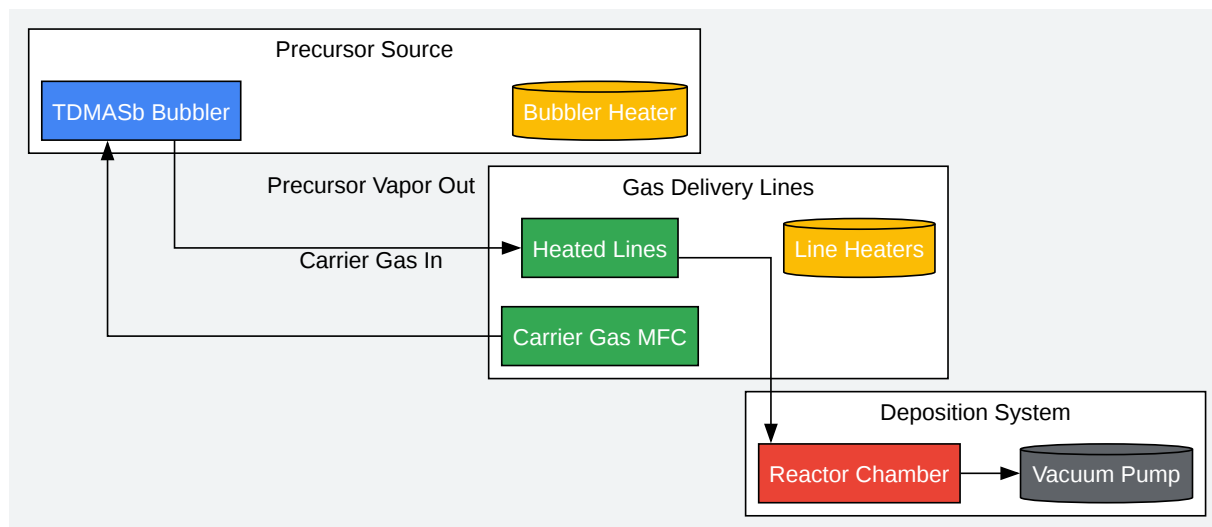 Precursor Source
TDMASb Bubbler
Bubbler Heater
Precursor Vapor Out
Gas Delivery Lines
Heated Lines
Line Heaters
Carrier Gas In
Carrier Gas MFC
Deposition System
Reactor Chamber
Vacuum Pump